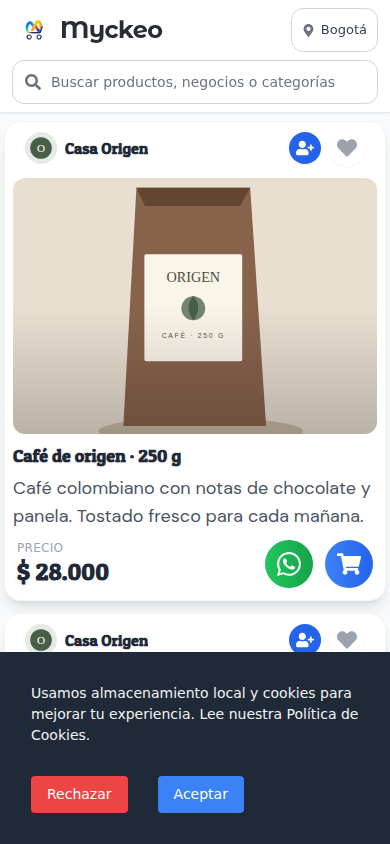 Myckeo
Bogotá
Buscar productos, negocios o categorías
O
Casa Origen
ORIGEN
CAFÉ · 250 G
Café de origen · 250 g
Café colombiano con notas de chocolate y
panela. Tostado fresco para cada mañana.
PRECIO
$ 28.000
O
Casa Origen
Usamos almacenamiento local y cookies para
mejorar tu experiencia. Lee nuestra Política de
Cookies.
Rechazar
Aceptar